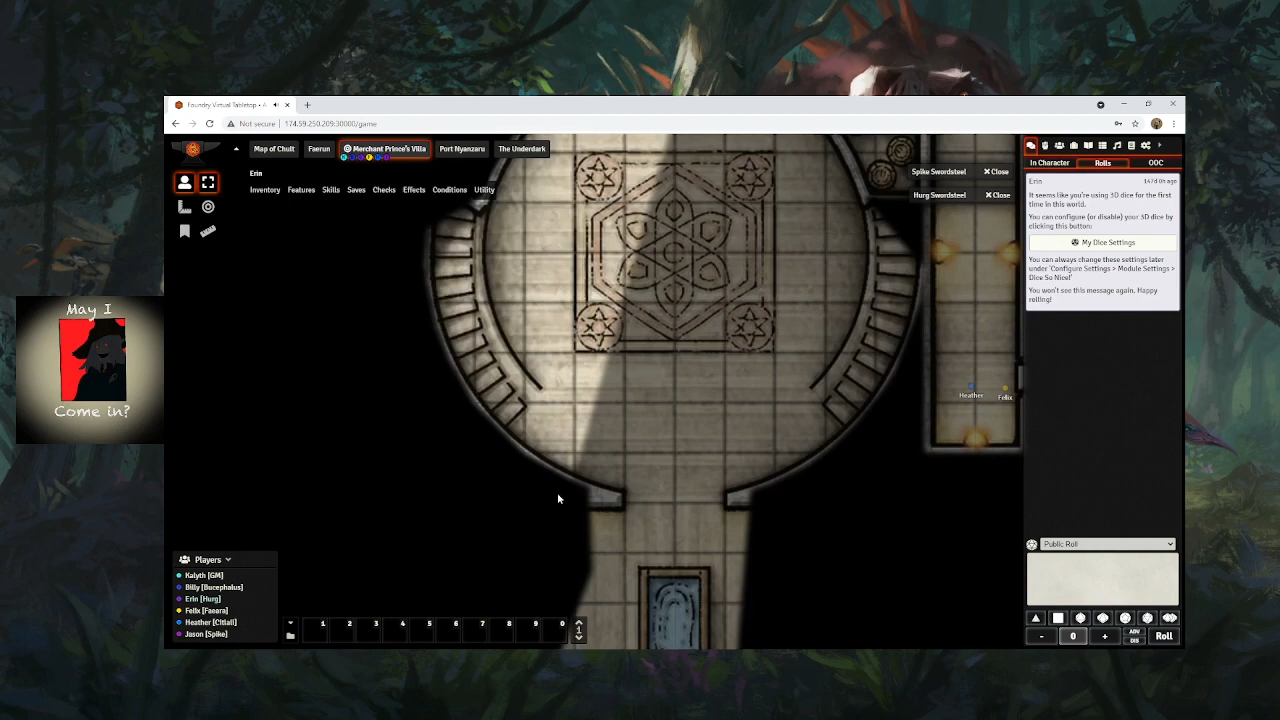 Foundry Virtual Tabletop • A
Not secure
174.59.250.209:30000/game
Map of Chult
Faerun
Merchant Prince's Villa
Port Nyanzaru
The Underdark
Erin
Inventory
Features
Skills
Saves
Checks
Effects
Conditions
Utility
Spike Swordsteel
Close
Hurg Swordsteel
Close
In Character
Rolls
OOC
Erin
147d 0h ago
It seems like you're using 3D dice for the first
time in this world.
You can configure (or disable) your 3D dice by
clicking this button:
My Dice Settings
You can always change these settings later
under 'Configure Settings > Module Settings >
Dice So Nice!'
You won't see this message again. Happy
rolling!
May I
Come in?
Heather
Felix
Public Roll
Players
Kalyth [GM]
Billy [Bucephalus]
Erin [Hurg]
Felix [Faeara]
Heather [Citlali]
Jason [Spike]
1
2
3
4
5
6
7
8
9
0
1
-
0
+
ADV
DIS
Roll